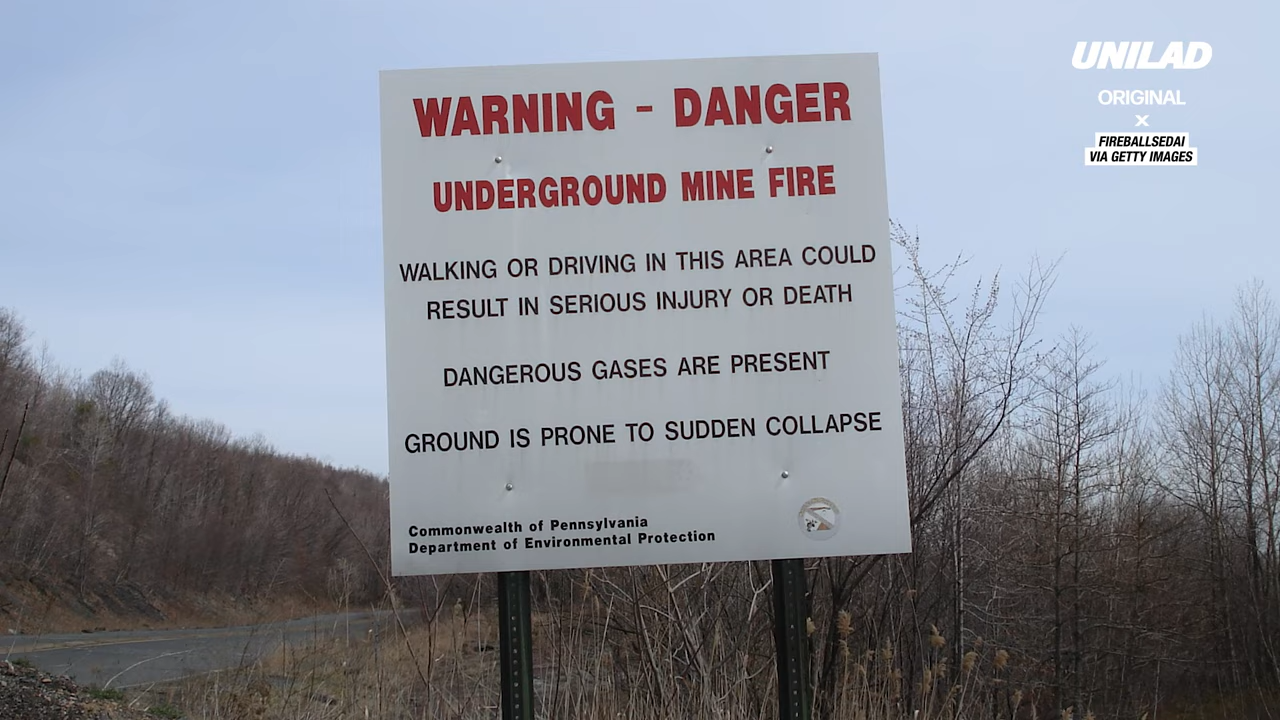 UNILAD
ORIGINAL
X
FIREBALLSEDAI
VIA GETTY IMAGES
WARNING - DANGER
UNDERGROUND MINE FIRE
WALKING OR DRIVING IN THIS AREA COULD
RESULT IN SERIOUS INJURY OR DEATH
DANGEROUS GASES ARE PRESENT
GROUND IS PRONE TO SUDDEN COLLAPSE
Commonwealth of Pennsylvania
Department of Environmental Protection